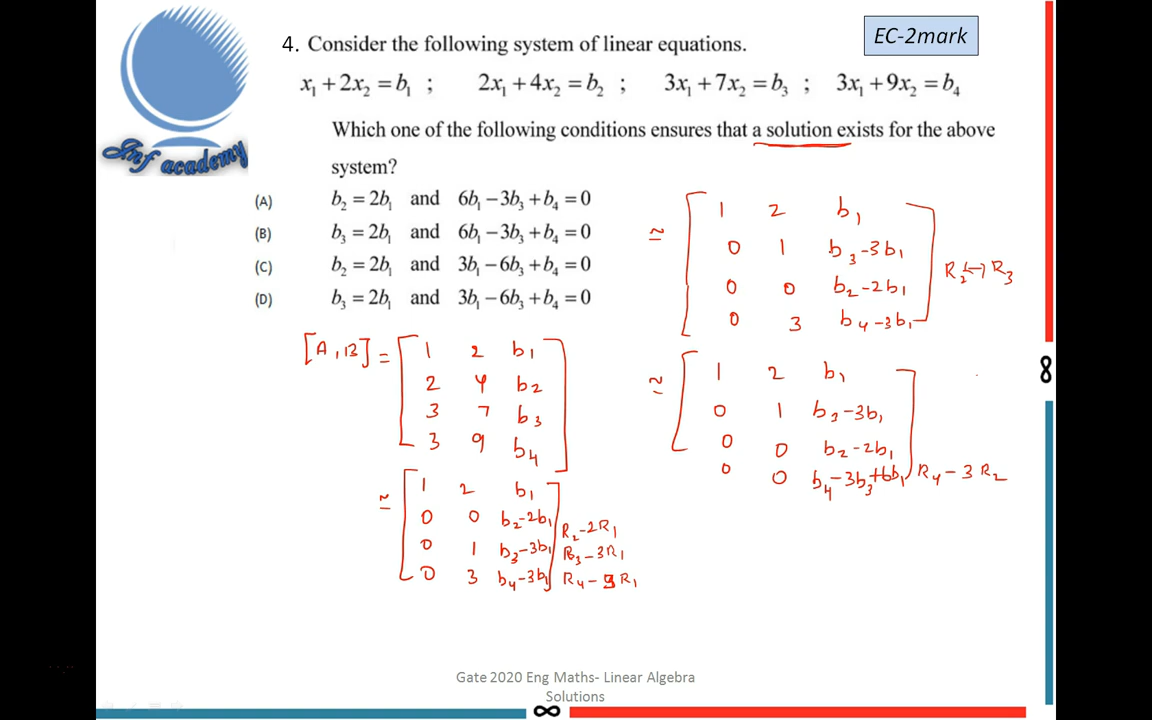 EC-2mark
4. Consider the following system of linear equations.
x₁ + 2x₂ = b₁ ; 2x₁ + 4x₂ = b₂ ; 3x₁ + 7x₂ = b₃ ; 3x₁ + 9x₂ = b₄
Which one of the following conditions ensures that a solution exists for the above
system?
Inf academy
(A) b₂ = 2b₁ and 6b₁ − 3b₃ + b₄ = 0
(B) b₃ = 2b₁ and 6b₁ − 3b₃ + b₄ = 0
(C) b₂ = 2b₁ and 3b₁ − 6b₃ + b₄ = 0
(D) b₃ = 2b₁ and 3b₁ − 6b₃ + b₄ = 0
[A, B] =
1 2 b₁
2 4 b₂
3 7 b₃
3 9 b₄
≃
1 2 b₁
0 0 b₂-2b₁ R₂-2R₁
0 1 b₃-3b₁ R₃-3R₁
0 3 b₄-3b₁ R₄-3R₁
≃
1 2 b₁
0 1 b₃-3b₁
0 0 b₂-2b₁ R₂↔R₃
0 3 b₄-3b₁
≃
1 2 b₁
0 1 b₃-3b₁
0 0 b₂-2b₁
0 0 b₄-3b₃+6b₁ R₄-3R₂
8
Gate 2020 Eng Maths- Linear Algebra
Solutions
∞